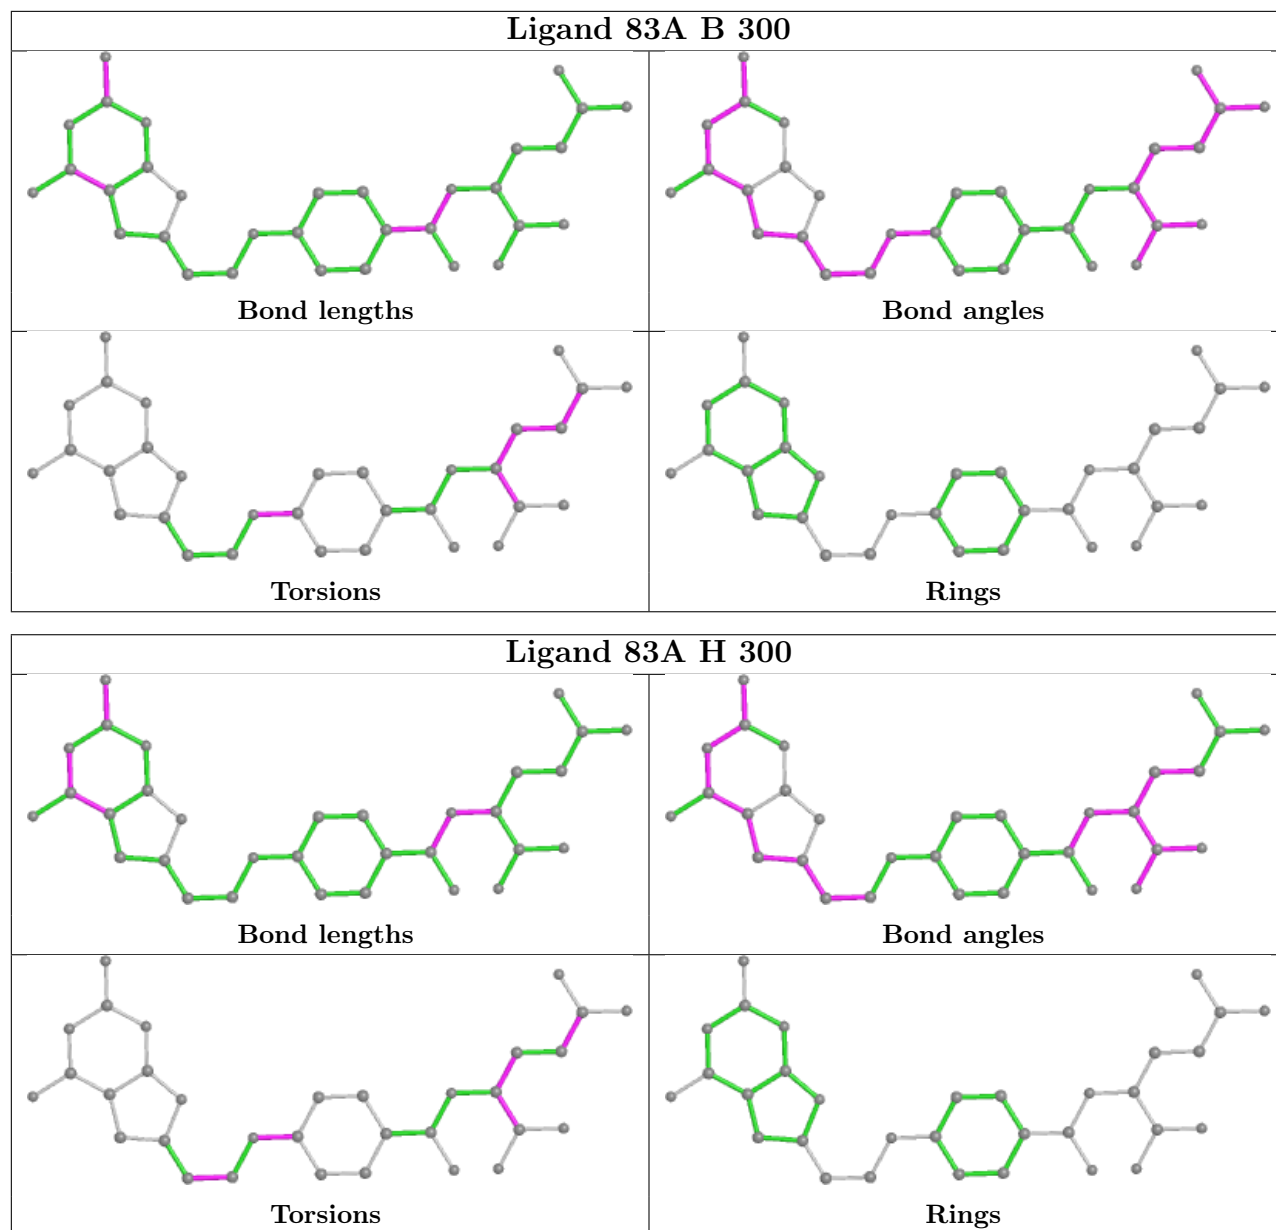 Ligand 83A B 300
Bond lengths
Bond angles
Torsions
Rings
Ligand 83A H 300
Bond lengths
Bond angles
Torsions
Rings